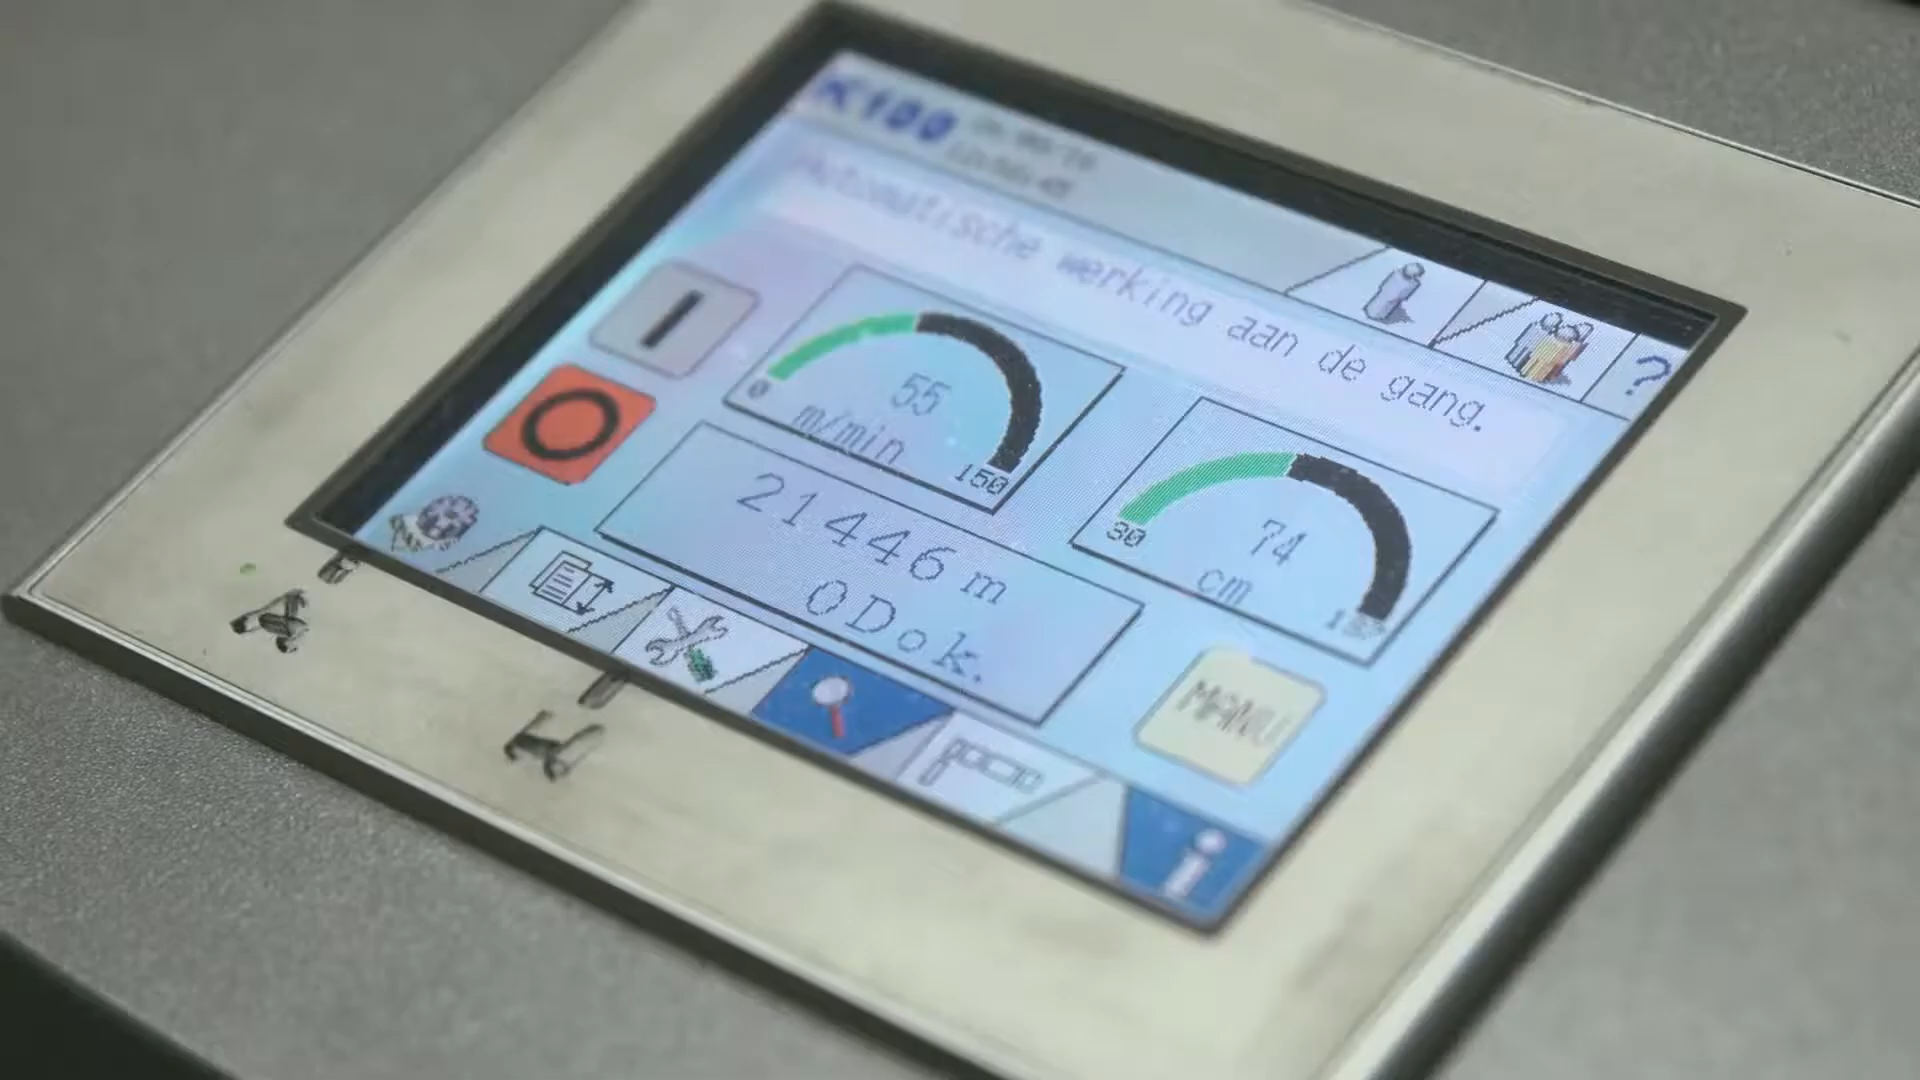 K100
Automatische werking aan de gang.
?
55
m/min
0
150
74
cm
30
21446 m
0 Dok.
MANU
i
A